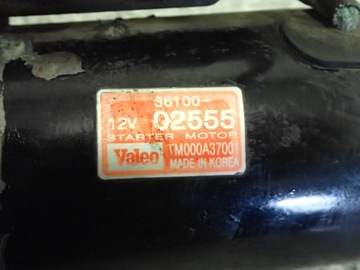 36100-
12V 02555
STARTER MOTOR
Valeo TM000A37001
MADE IN KOREA